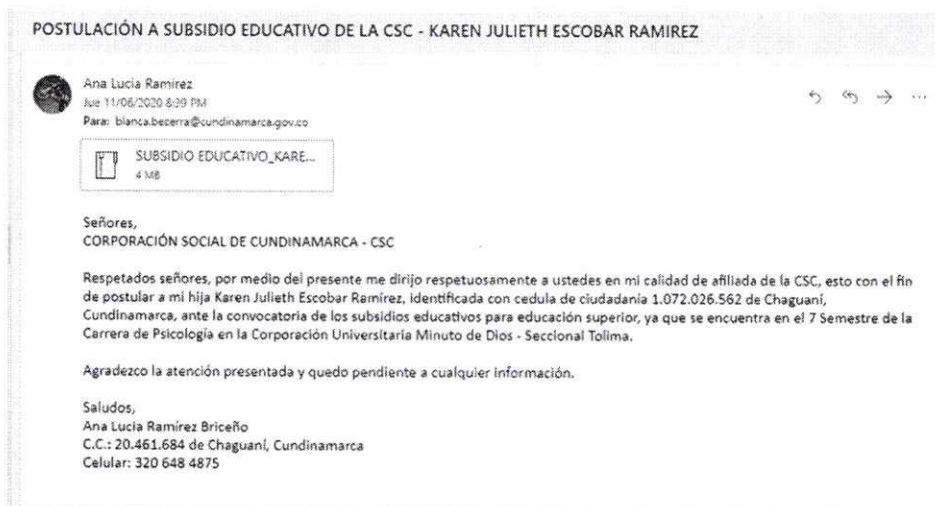 POSTULACIÓN A SUBSIDIO EDUCATIVO DE LA CSC - KAREN JULIETH ESCOBAR RAMIREZ
Ana Lucia Ramirez
Jue 11/06/2020 8:39 PM
Para: blanca.becerra@cundinamarca.gov.co
SUBSIDIO EDUCATIVO_KARE...
4 MB
Señores,
CORPORACIÓN SOCIAL DE CUNDINAMARCA - CSC
Respetados señores, por medio del presente me dirijo respetuosamente a ustedes en mi calidad de afiliada de la CSC, esto con el fin
de postular a mi hija Karen Julieth Escobar Ramírez, identificada con cedula de ciudadanía 1.072.026.562 de Chaguaní,
Cundinamarca, ante la convocatoria de los subsidios educativos para educación superior, ya que se encuentra en el 7 Semestre de la
Carrera de Psicología en la Corporación Universitaria Minuto de Dios - Seccional Tolima.
Agradezco la atención presentada y quedo pendiente a cualquier información.
Saludos,
Ana Lucia Ramírez Briceño
C.C.: 20.461.684 de Chaguaní, Cundinamarca
Celular: 320 648 4875